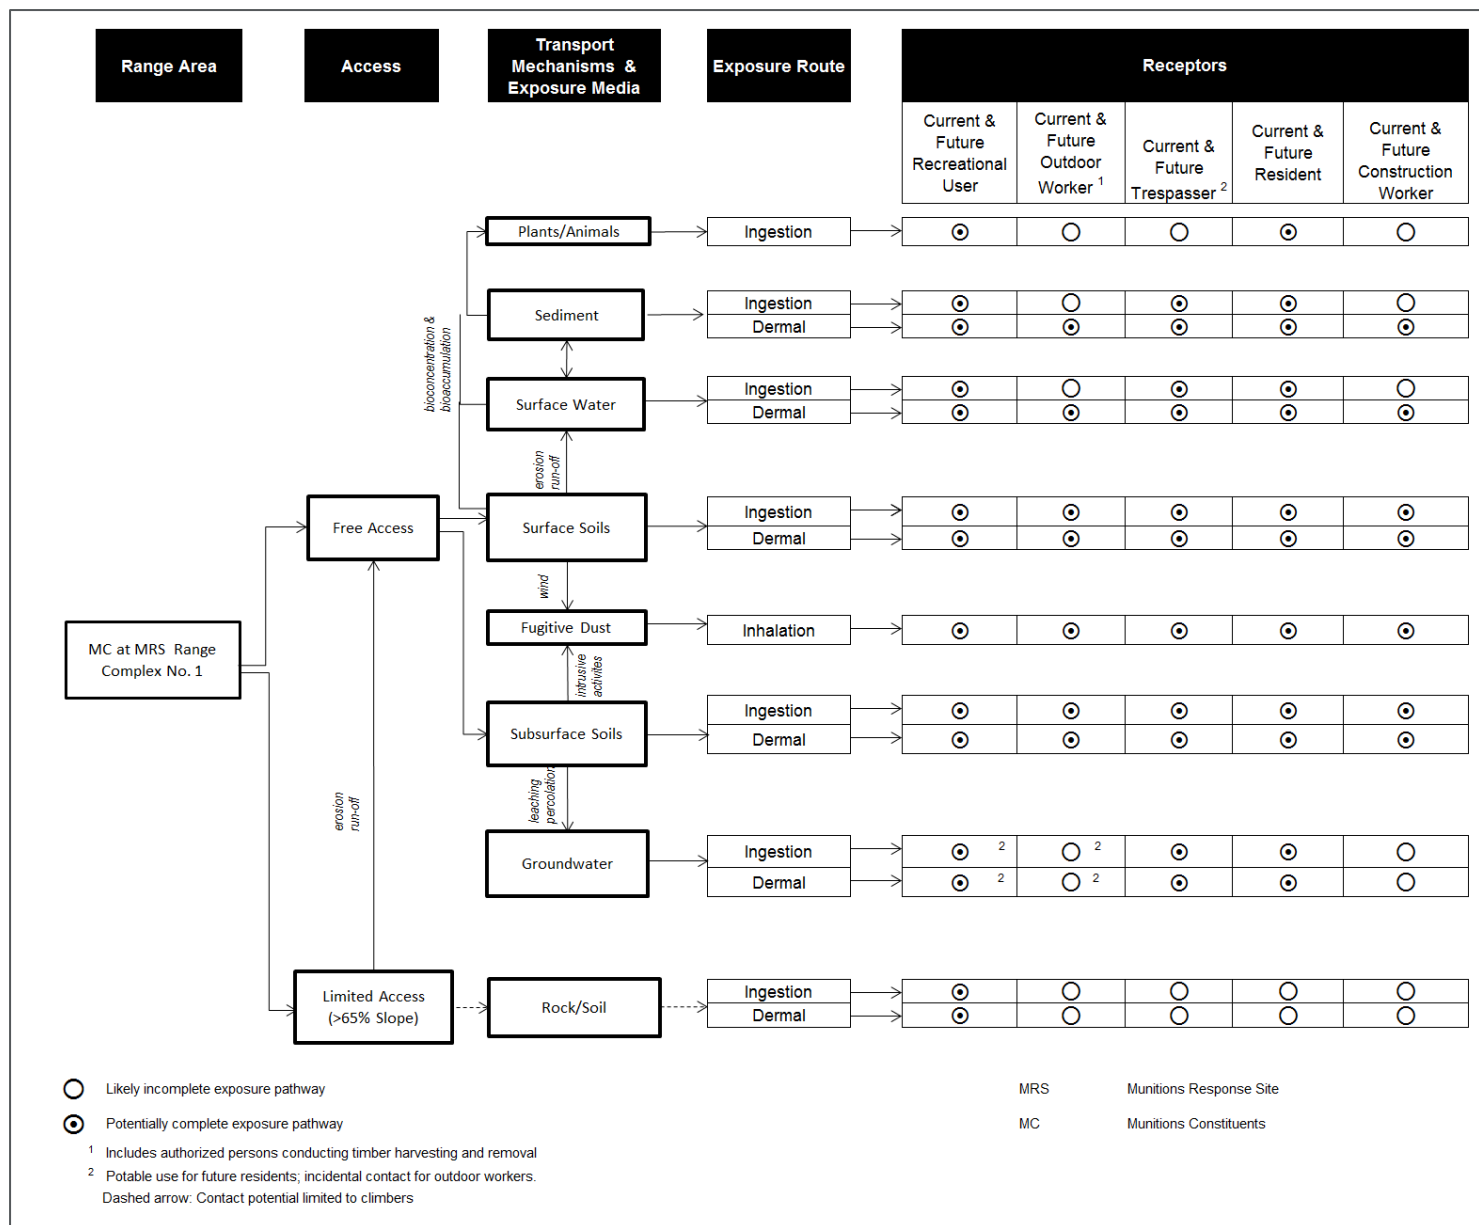 Range Area
Access
Transport
Mechanisms &
Exposure Media
Exposure Route
Receptors
Current &
Future
Recreational
User
Current &
Future
Outdoor
Worker 1
Current &
Future
Trespasser 2
Current &
Future
Resident
Current &
Future
Construction
Worker
Plants/Animals
Ingestion
Sediment
Ingestion
Dermal
bioconcentration &
bioaccumulation
Surface Water
Ingestion
Dermal
erosion
run-off
Free Access
Surface Soils
Ingestion
Dermal
wind
Fugitive Dust
Inhalation
MC at MRS Range
Complex No. 1
intrusive
activites
Subsurface Soils
Ingestion
Dermal
leaching
percolation
erosion
run-off
Groundwater
Ingestion
2
2
Dermal
2
2
Limited Access
(>65% Slope)
Rock/Soil
Ingestion
Dermal
Likely incomplete exposure pathway
MRS Munitions Response Site
Potentially complete exposure pathway
MC Munitions Constituents
1 Includes authorized persons conducting timber harvesting and removal
2 Potable use for future residents; incidental contact for outdoor workers.
Dashed arrow: Contact potential limited to climbers